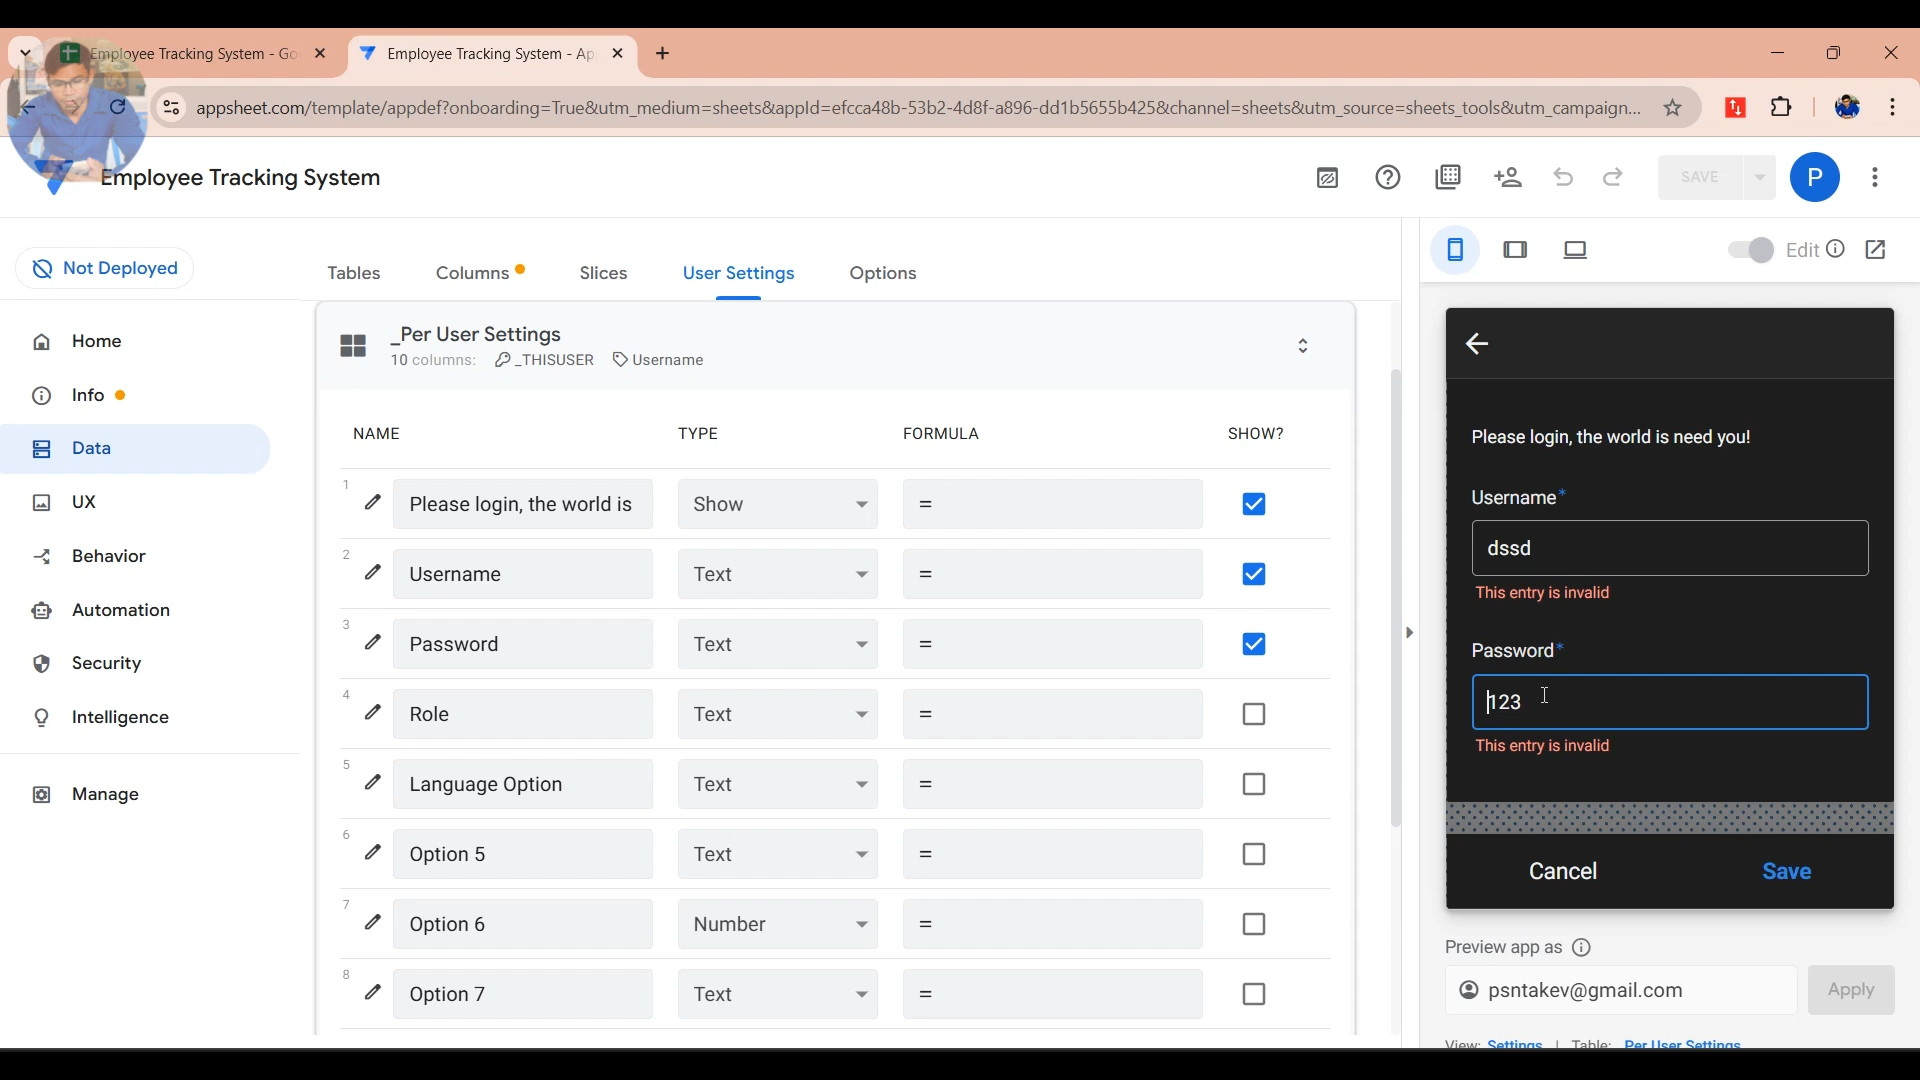 Employee Tracking System - Go
Employee Tracking System - Ap
appsheet.com/template/appdef?onboarding=True&utm_medium=sheets&appId=efcca48b-53b2-4d8f-a896-dd1b5655b425&channel=sheets&utm_source=sheets_tools&utm_campaign...
Employee Tracking System
SAVE
P
Not Deployed
Tables
Columns
Slices
User Settings
Options
Edit
Home
Info
Data
UX
Behavior
Automation
Security
Intelligence
Manage
_Per User Settings
10 columns: _THISUSER Username
NAME TYPE FORMULA SHOW?
1 Please login, the world is Show =
2 Username Text =
3 Password Text =
4 Role Text =
5 Language Option Text =
6 Option 5 Text =
7 Option 6 Number =
8 Option 7 Text =
Please login, the world is need you!
Username*
dssd
This entry is invalid
Password*
123
This entry is invalid
Cancel Save
Preview app as
psntakev@gmail.com
Apply
View: Settings | Table: Per User Settings